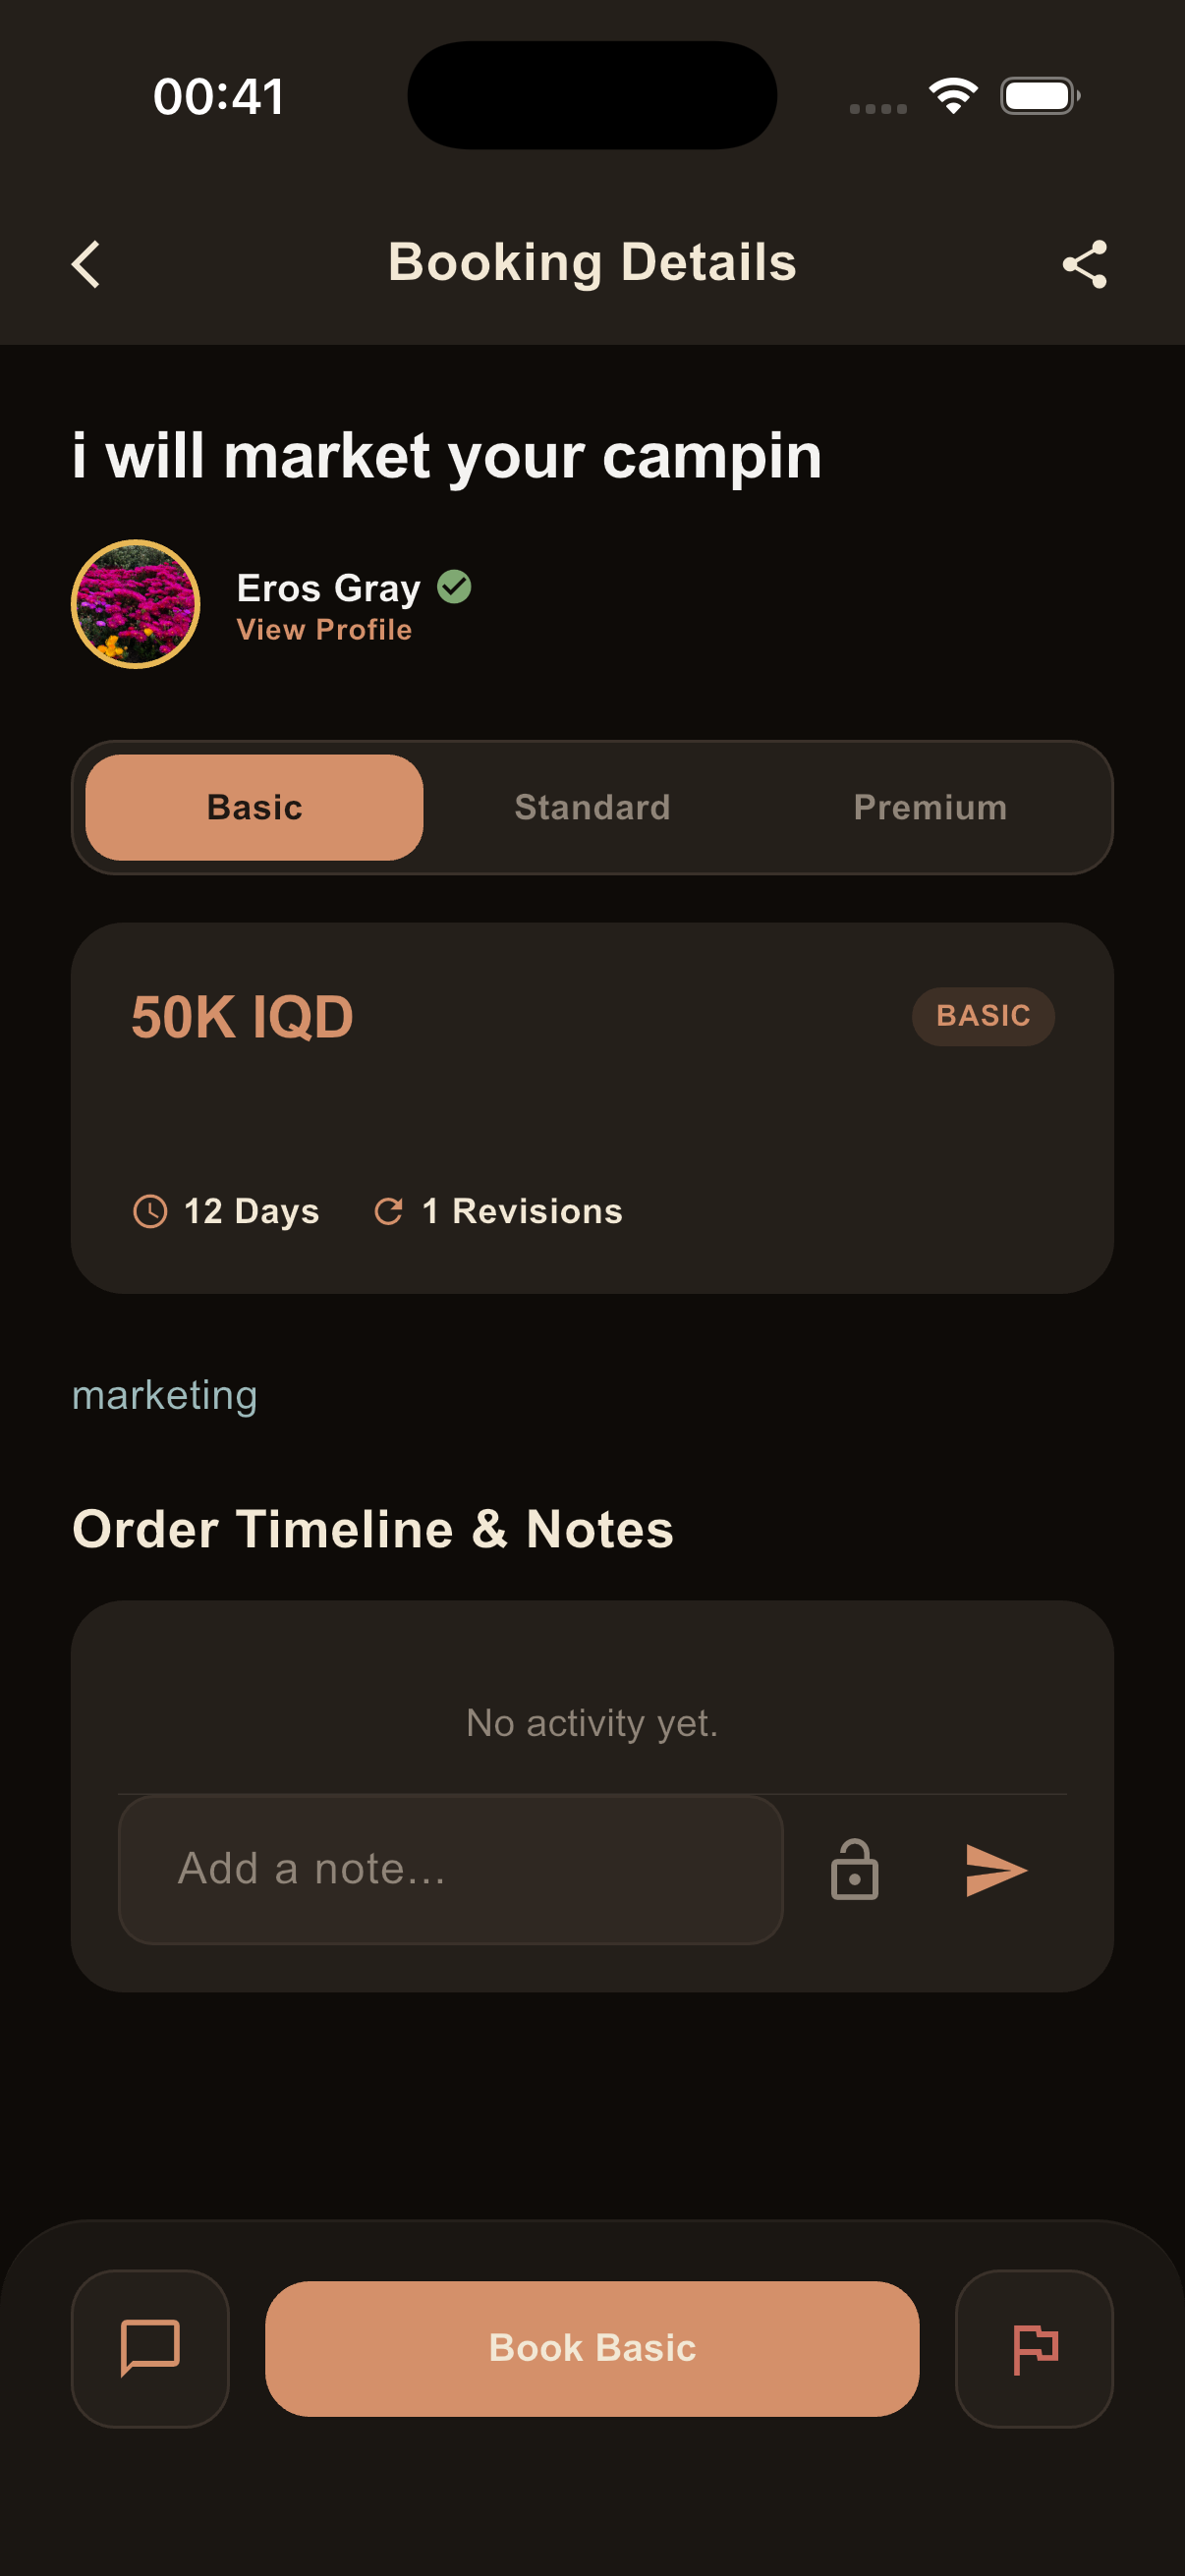 00:41
Booking Details
i will market your campin
Eros Gray
View Profile
Basic
Standard
Premium
50K IQD
BASIC
12 Days
1 Revisions
marketing
Order Timeline & Notes
No activity yet.
Add a note...
Book Basic